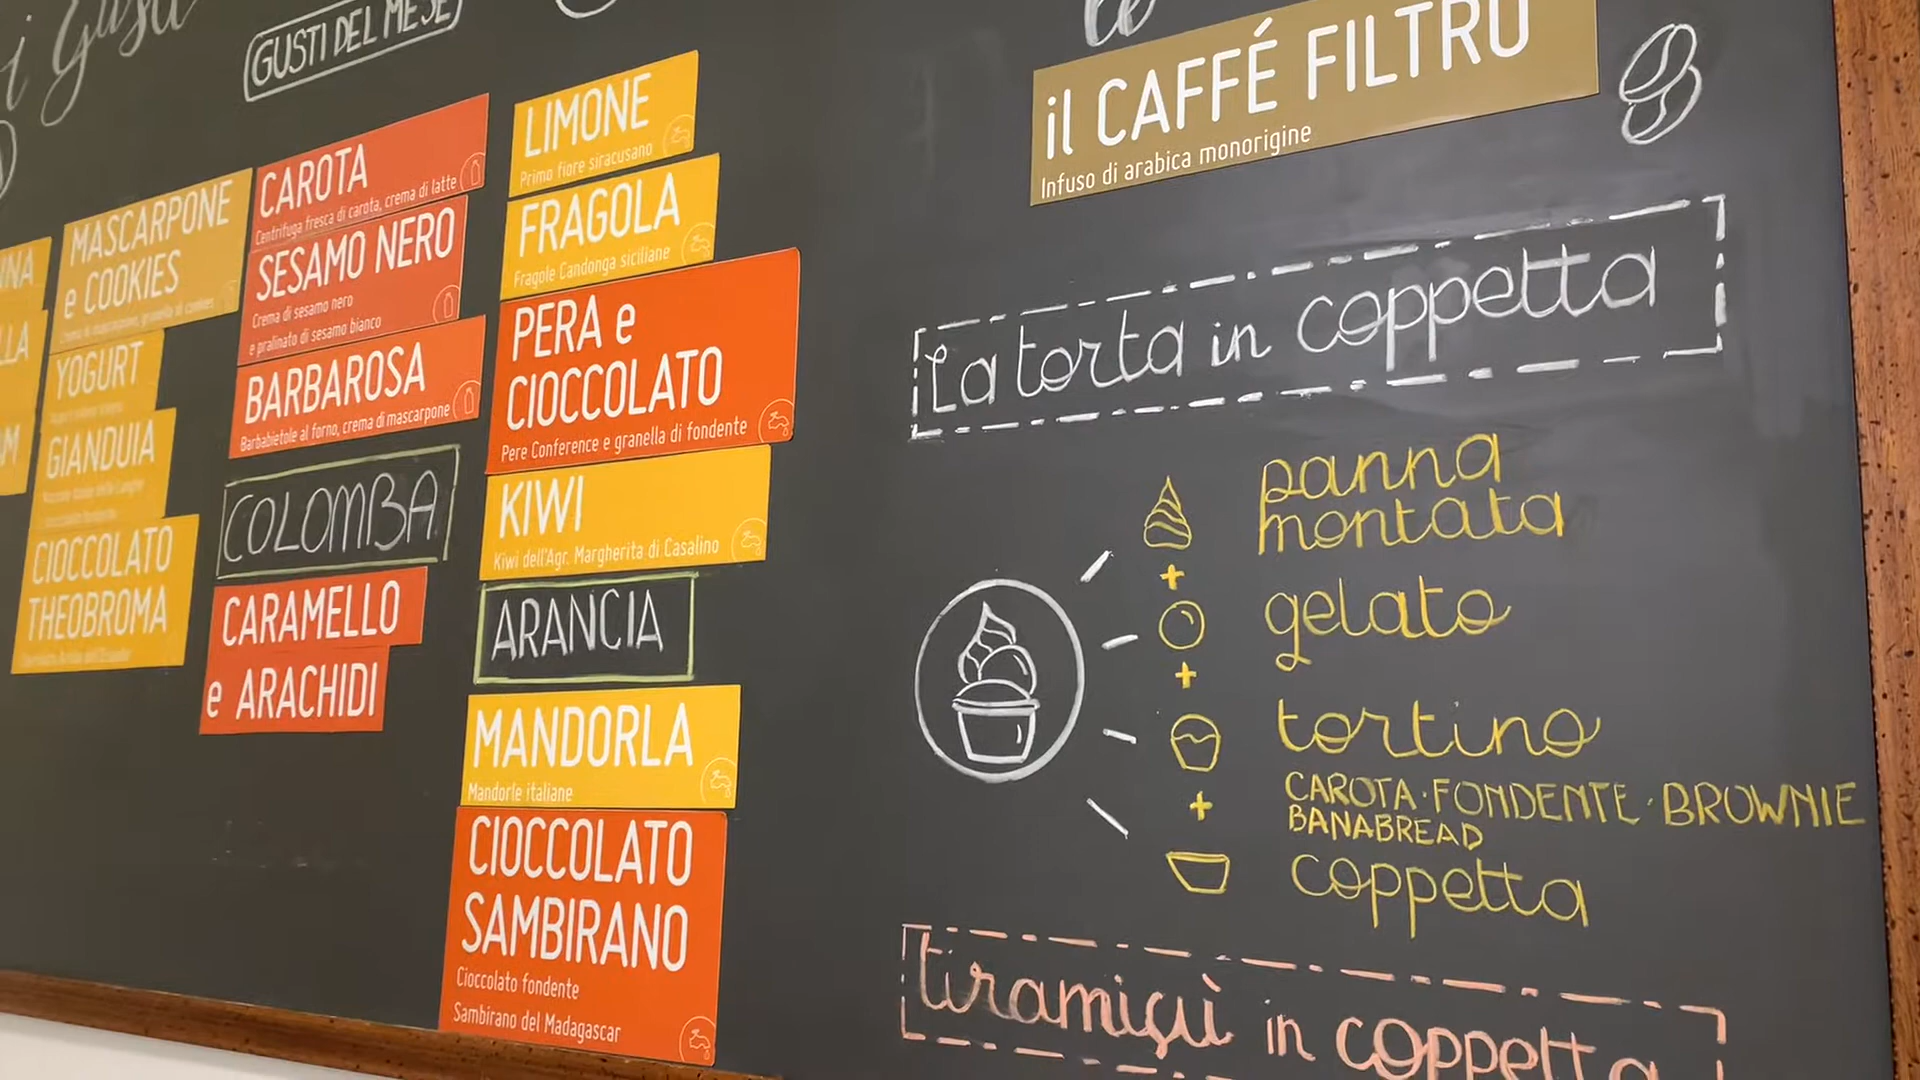 i Gusti
GUSTI DEL MESE
MASCARPONE
e COOKIES
YOGURT
GIANDUIA
CIOCCOLATO
THEOBROMA
CAROTA
Centrifuga fresca di carota, crema di latte
SESAMO NERO
Crema di sesamo nero
e pralinato di sesamo bianco
BARBAROSA
Barbabietole al forno, crema di mascarpone
COLOMBA
CARAMELLO
e ARACHIDI
LIMONE
Primo fiore siracusano
FRAGOLA
Fragole Candonga siciliane
PERA e
CIOCCOLATO
Pere Conference e granella di fondente
KIWI
Kiwi dell'Agr. Margherita di Casalino
ARANCIA
MANDORLA
Mandorle italiane
CIOCCOLATO
SAMBIRANO
Cioccolato fondente
Sambirano del Madagascar
il CAFFÉ FILTRO
Infuso di arabica monorigine
La torta in coppetta
panna
montata
+
gelato
+
tortino
CAROTA · FONDENTE · BROWNIE
BANABREAD
+
coppetta
tiramisù in coppetta